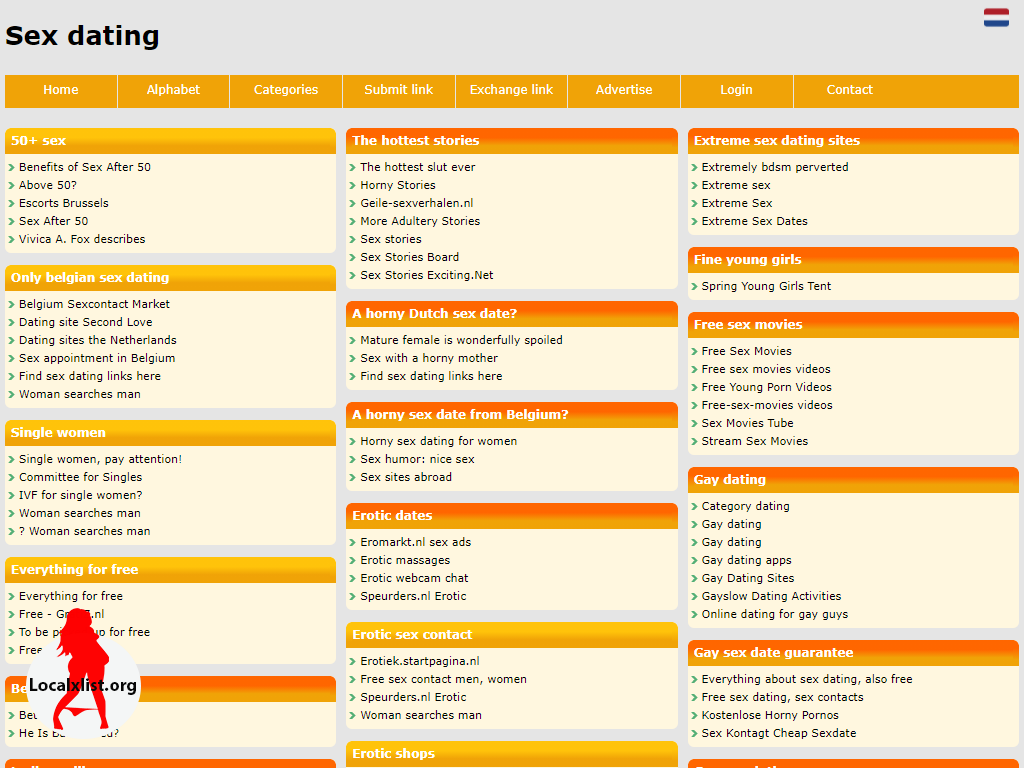 Sex dating
Home
Alphabet
Categories
Submit link
Exchange link
Advertise
Login
Contact
50+ sex
Benefits of Sex After 50
Above 50?
Escorts Brussels
Sex After 50
Vivica A. Fox describes
Only belgian sex dating
Belgium Sexcontact Market
Dating site Second Love
Dating sites the Netherlands
Sex appointment in Belgium
Find sex dating links here
Woman searches man
Single women
Single women, pay attention!
Committee for Singles
IVF for single women?
Woman searches man
? Woman searches man
Everything for free
Everything for free
Free -
To be up for free
Free
Localxlist.org
He Is
The hottest stories
The hottest slut ever
Horny Stories
Geile-sexverhalen.nl
More Adultery Stories
Sex stories
Sex Stories Board
Sex Stories Exciting.Net
A horny Dutch sex date?
Mature female is wonderfully spoiled
Sex with a horny mother
Find sex dating links here
A horny sex date from Belgium?
Horny sex dating for women
Sex humor: nice sex
Sex sites abroad
Erotic dates
Eromarkt.nl sex ads
Erotic massages
Erotic webcam chat
Speurders.nl Erotic
Erotic sex contact
Erotiek.startpagina.nl
Free sex contact men, women
Speurders.nl Erotic
Woman searches man
Erotic shops
Extreme sex dating sites
Extremely bdsm perverted
Extreme sex
Extreme Sex
Extreme Sex Dates
Fine young girls
Spring Young Girls Tent
Free sex movies
Free Sex Movies
Free sex movies videos
Free Young Porn Videos
Free-sex-movies videos
Sex Movies Tube
Stream Sex Movies
Gay dating
Category dating
Gay dating
Gay dating
Gay dating apps
Gay Dating Sites
Gayslow Dating Activities
Online dating for gay guys
Gay sex date guarantee
Everything about sex dating, also free
Free sex dating, sex contacts
Kostenlose Horny Pornos
Sex Kontagt Cheap Sexdate